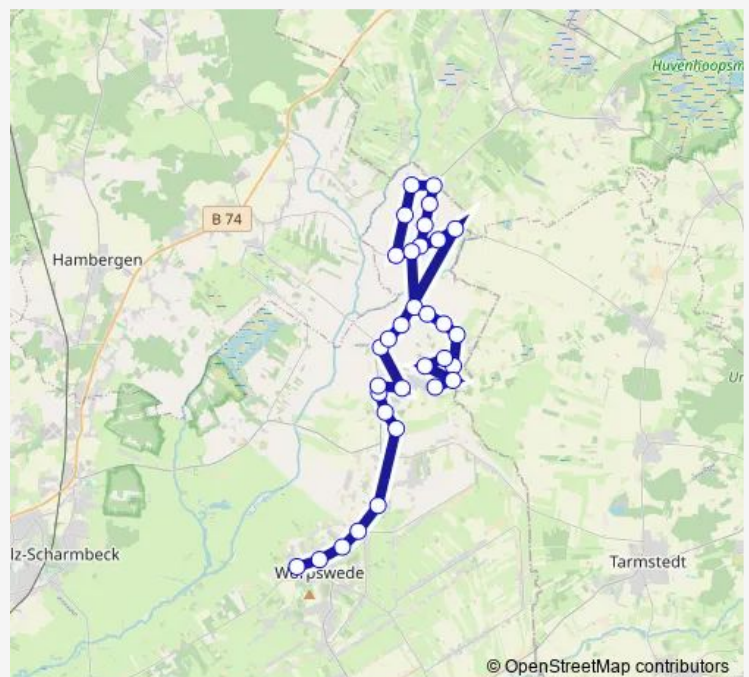 Huvenhoopsm
B 74
Hambergen
Ur
lz-Scharmbeck
Worpswede
Tarmstedt
© OpenStreetMap contributors